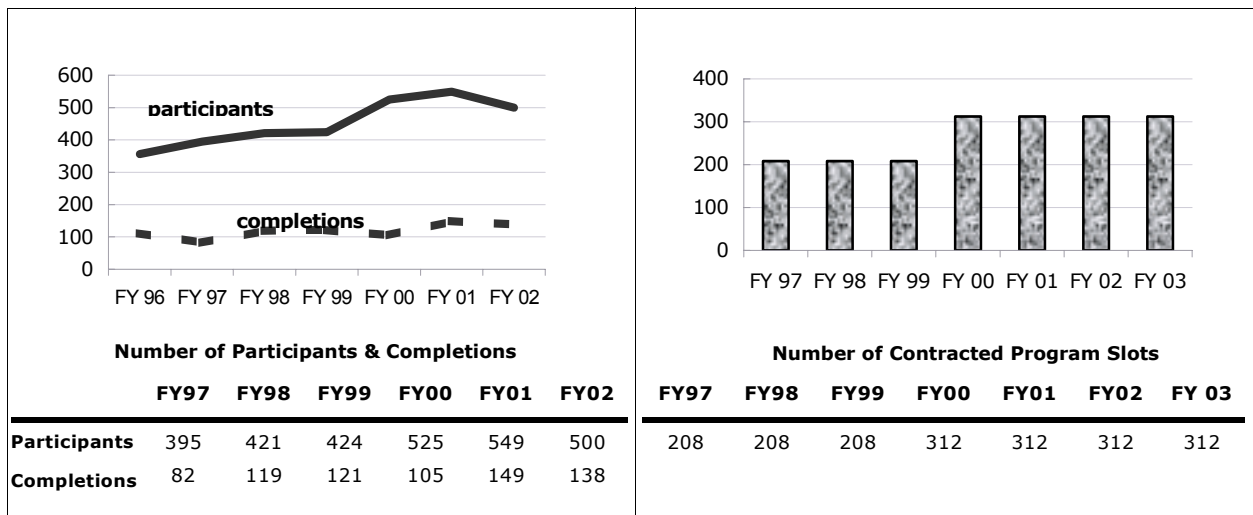 600
500
400
300
200
100
0
participants
completions
FY 96 FY 97 FY 98 FY 99 FY 00 FY 01 FY 02
Number of Participants & Completions
FY97 FY98 FY99 FY00 FY01 FY02
Participants 395 421 424 525 549 500
Completions 82 119 121 105 149 138
400
300
200
100
0
FY 97 FY 98 FY 99 FY 00 FY 01 FY 02 FY 03
Number of Contracted Program Slots
FY97 FY98 FY99 FY00 FY01 FY02 FY 03
208 208 208 312 312 312 312